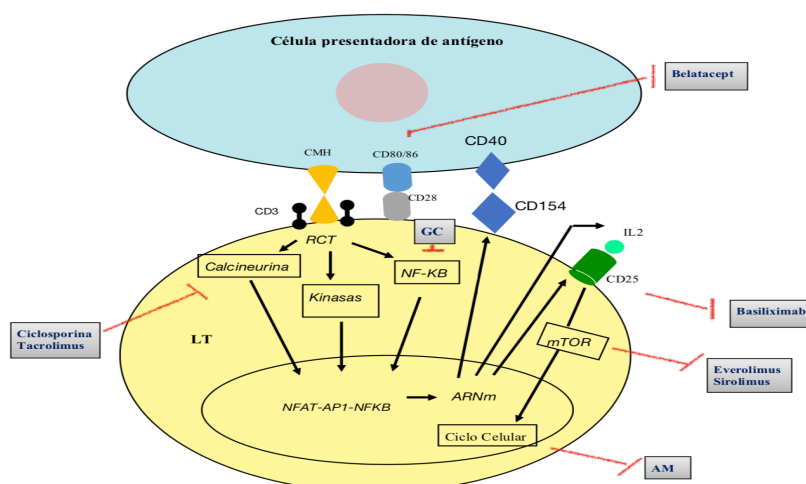 Célula presentadora de antígeno
Belatacept
CMH
CD80/86
CD40
CD3
CD28
CD154
GC
RCT
IL2
Calcineurina
NF-KB
CD25
Kinasas
Basiliximab
Ciclosporina
Tacrolimus
LT
mTOR
Everolimus
Sirolimus
NFAT-AP1-NFKB
ARNm
Ciclo Celular
AM